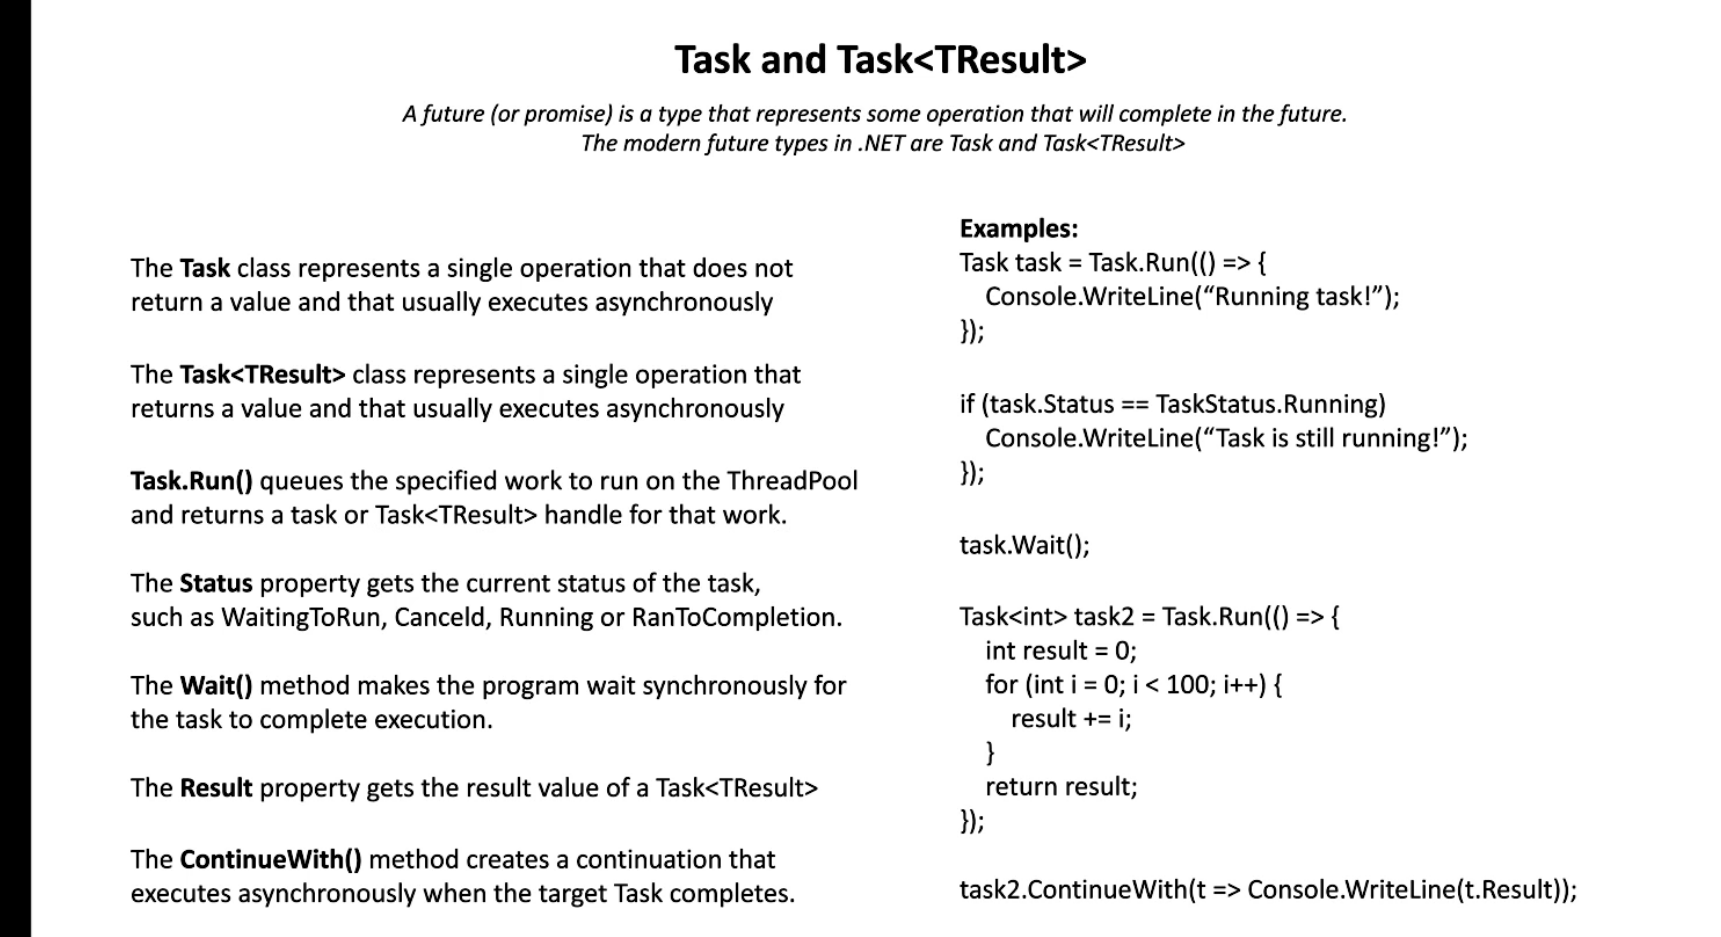 Task and Task<TResult>
A future (or promise) is a type that represents some operation that will complete in the future.
The modern future types in .NET are Task and Task<TResult>
The Task class represents a single operation that does not
return a value and that usually executes asynchronously
The Task<TResult> class represents a single operation that
returns a value and that usually executes asynchronously
Task.Run() queues the specified work to run on the ThreadPool
and returns a task or Task<TResult> handle for that work.
The Status property gets the current status of the task,
such as WaitingToRun, Canceld, Running or RanToCompletion.
The Wait() method makes the program wait synchronously for
the task to complete execution.
The Result property gets the result value of a Task<TResult>
The ContinueWith() method creates a continuation that
executes asynchronously when the target Task completes.
Examples:
Task task = Task.Run(() => {
Console.WriteLine(“Running task!”);
});
if (task.Status == TaskStatus.Running)
Console.WriteLine(“Task is still running!”);
});
task.Wait();
Task<int> task2 = Task.Run(() => {
int result = 0;
for (int i = 0; i < 100; i++) {
result += i;
}
return result;
});
task2.ContinueWith(t => Console.WriteLine(t.Result));